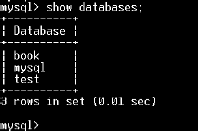 mysql> show databases;
+----------+
| Database |
+----------+
| book     |
| mysql    |
| test     |
+----------+
3 rows in set (0.01 sec)
mysql>